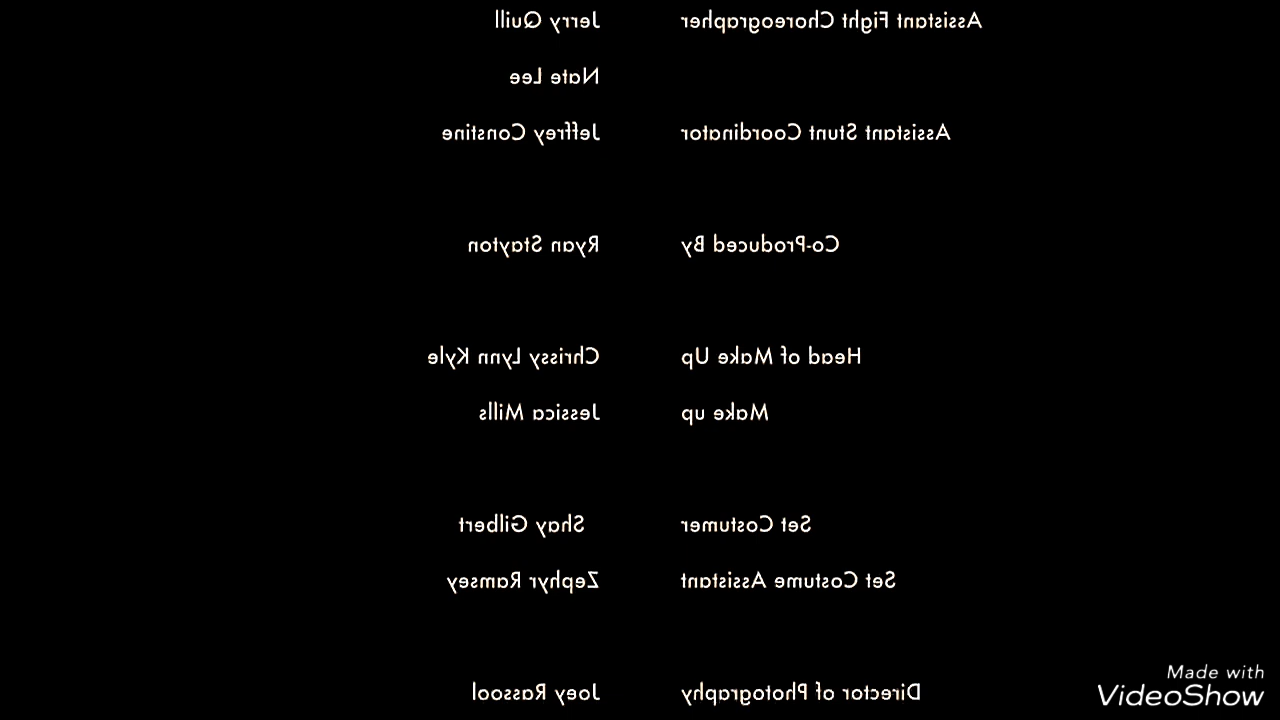 Assistant Fight Choreographer Jerry Quill
Nate Lee
Assistant Stunt Coordinator Jeffrey Constine
Co-Produced By Ryan Stayton
Head of Make Up Chrissy Lynn Kyle
Make up Jessica Mills
Set Costumer Shay Gilbert
Set Costume Assistant Zephyr Ramsey
Director of Photography Joey Rassool
Made with
VideoShow